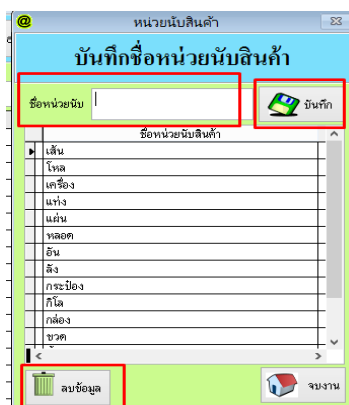 หน่วยนับสินค้า
บันทึกชื่อหน่วยนับสินค้า
ชื่อหน่วยนับ
บันทึก
ชื่อหน่วยนับสินค้า
เส้น
โหล
เครื่อง
แท่ง
แผ่น
หลอด
อัน
ลัง
กระป๋อง
กิโล
กล่อง
ขวด
ลบข้อมูล
จบงาน